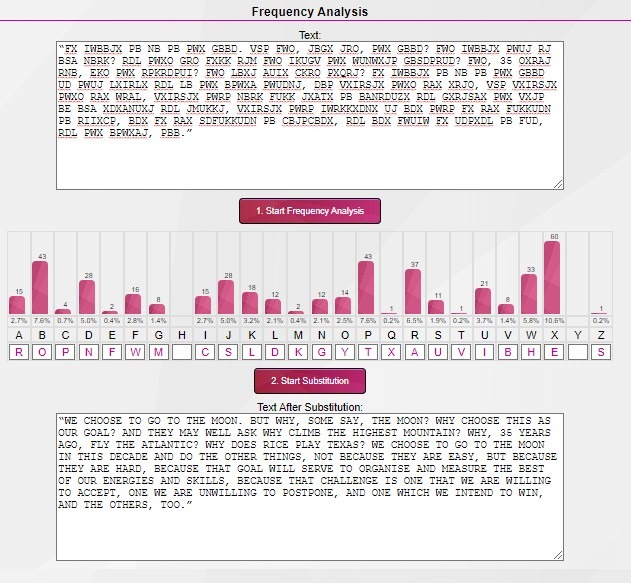 Frequency Analysis
Text:
“FX IWBBJX PB NB PB PWX GBBD. VSP FWO, JBGX JRO, PWX GBBD? FWO IWBBJX PWUJ RJ
BSA NBRK? RDL PWXO GRO FXKK RJM FWO IKUGV PWX WUNWXJP GBSDPRUD? FWO, 35 OXRAJ
RNB, EKO PWX RPKRDPUI? FWO LBXJ AUIX CKRO PXQRJ? FX IWBBJX PB NB PB PWX GBBD
UD PWUJ LXIRLX RDL LB PWX BPWXA PWUDNJ, DBP VXIRSJX PWXO RAX XRJO, VSP VXIRSJX
PWXO RAX WRAL, VXIRSJX PWRP NBRK FUKK JXATX PB BANRDUZX RDL GXRJSAX PWX VXJP
BE BSA XDXANUXJ RDL JMUKKJ, VXIRSJX PWRP IWRKKXDNX UJ BDX PWRP FX RAX FUKKUDN
PB RIIXCP, BDX FX RAX SDFUKKUDN PB CBJPCBDX, RDL BDX FWUIW FX UDPXDL PB FUD,
RDL PWX BPWXAJ, PBB.”
1. Start Frequency Analysis
15 43 4 28 2 16 8 15 28 18 12 2 12 14 43 1 37 11 1 21 8 33 60 1
2.7% 7.6% 0.7% 5.0% 0.4% 2.8% 1.4% 2.7% 5.0% 3.2% 2.1% 0.4% 2.1% 2.5% 7.6% 0.2% 6.5% 1.9% 0.2% 3.7% 1.4% 5.8% 10.6% 0.2%
A B C D E F G H I J K L M N O P Q R S T U V W X Y Z
R O P N F W M C S L D K G Y T X A U V I B H E S
2. Start Substitution
Text After Substitution:
“WE CHOOSE TO GO TO THE MOON. BUT WHY, SOME SAY, THE MOON? WHY CHOOSE THIS AS
OUR GOAL? AND THEY MAY WELL ASK WHY CLIMB THE HIGHEST MOUNTAIN? WHY, 35 YEARS
AGO, FLY THE ATLANTIC? WHY DOES RICE PLAY TEXAS? WE CHOOSE TO GO TO THE MOON
IN THIS DECADE AND DO THE OTHER THINGS, NOT BECAUSE THEY ARE EASY, BUT BECAUSE
THEY ARE HARD, BECAUSE THAT GOAL WILL SERVE TO ORGANISE AND MEASURE THE BEST
OF OUR ENERGIES AND SKILLS, BECAUSE THAT CHALLENGE IS ONE THAT WE ARE WILLING
TO ACCEPT, ONE WE ARE UNWILLING TO POSTPONE, AND ONE WHICH WE INTEND TO WIN,
AND THE OTHERS, TOO.”